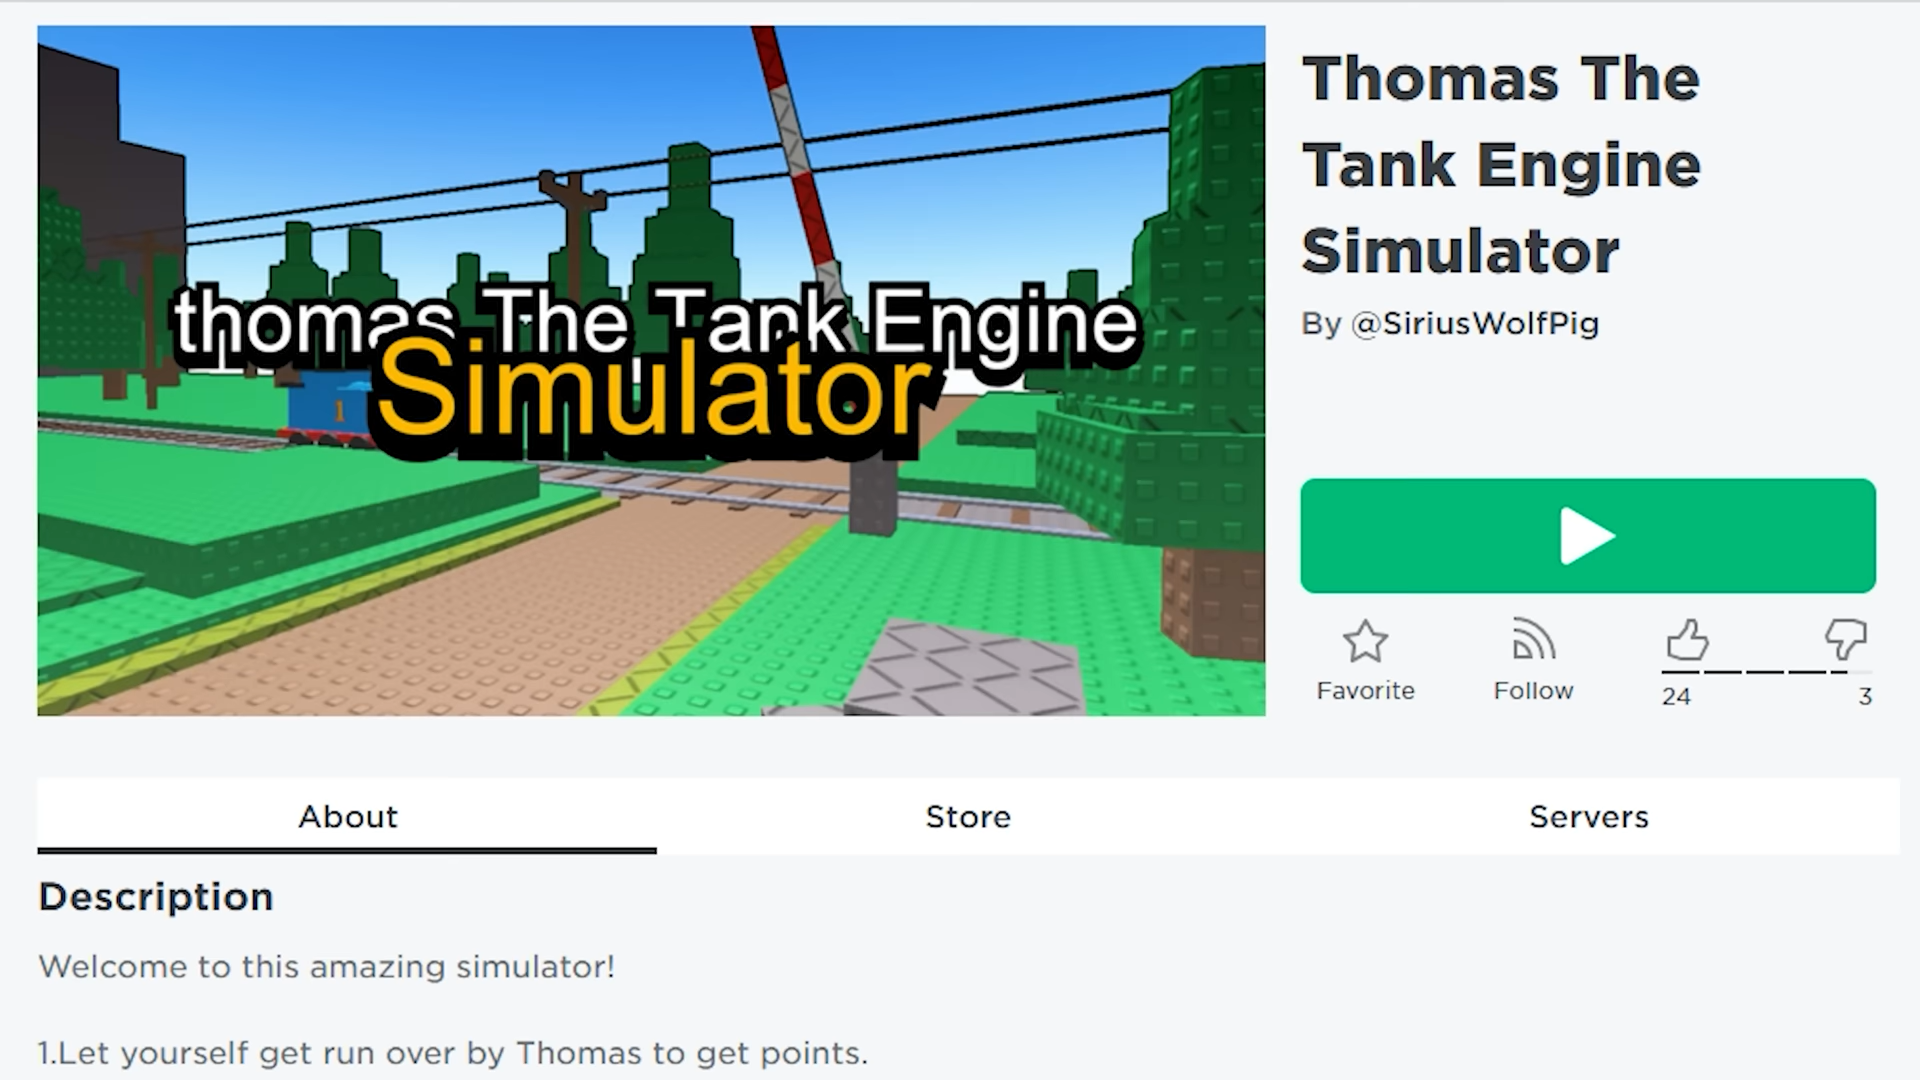 thomas The Tank Engine
Simulator
1
Thomas The
Tank Engine
Simulator
By @SiriusWolfPig
Favorite
Follow
24
3
About
Store
Servers
Description
Welcome to this amazing simulator!
1.Let yourself get run over by Thomas to get points.